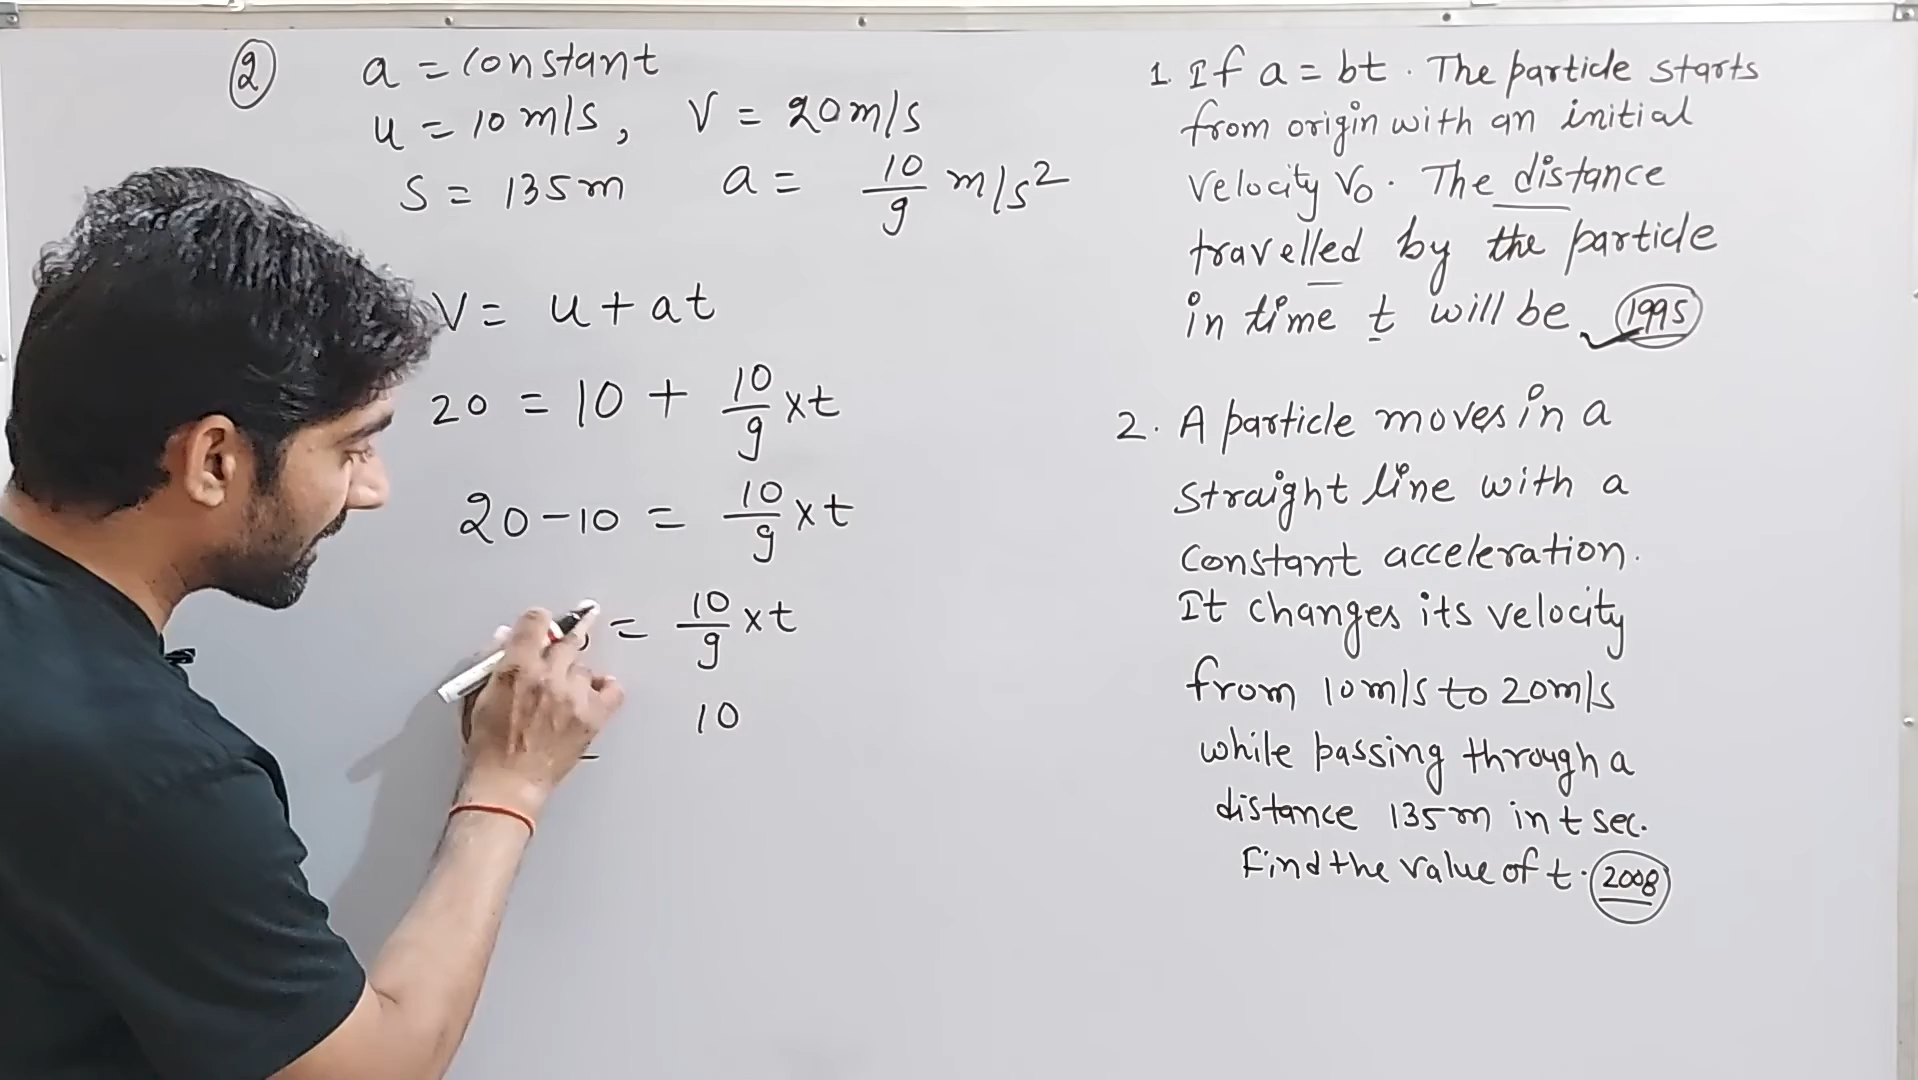 ② a = constant
u = 10 m/s, v = 20 m/s
s = 135 m a = 10/9 m/s²
v = u + at
20 = 10 + 10/9 × t
20 - 10 = 10/9 × t
= 10/9 × t
10
1. If a = bt. The particle starts
from origin with an initial
velocity v₀. The distance
travelled by the particle
in time t will be 1995
2. A particle moves in a
straight line with a
constant acceleration.
It changes its velocity
from 10 m/s to 20 m/s
while passing through a
distance 135 m in t sec.
Find the value of t. 2008